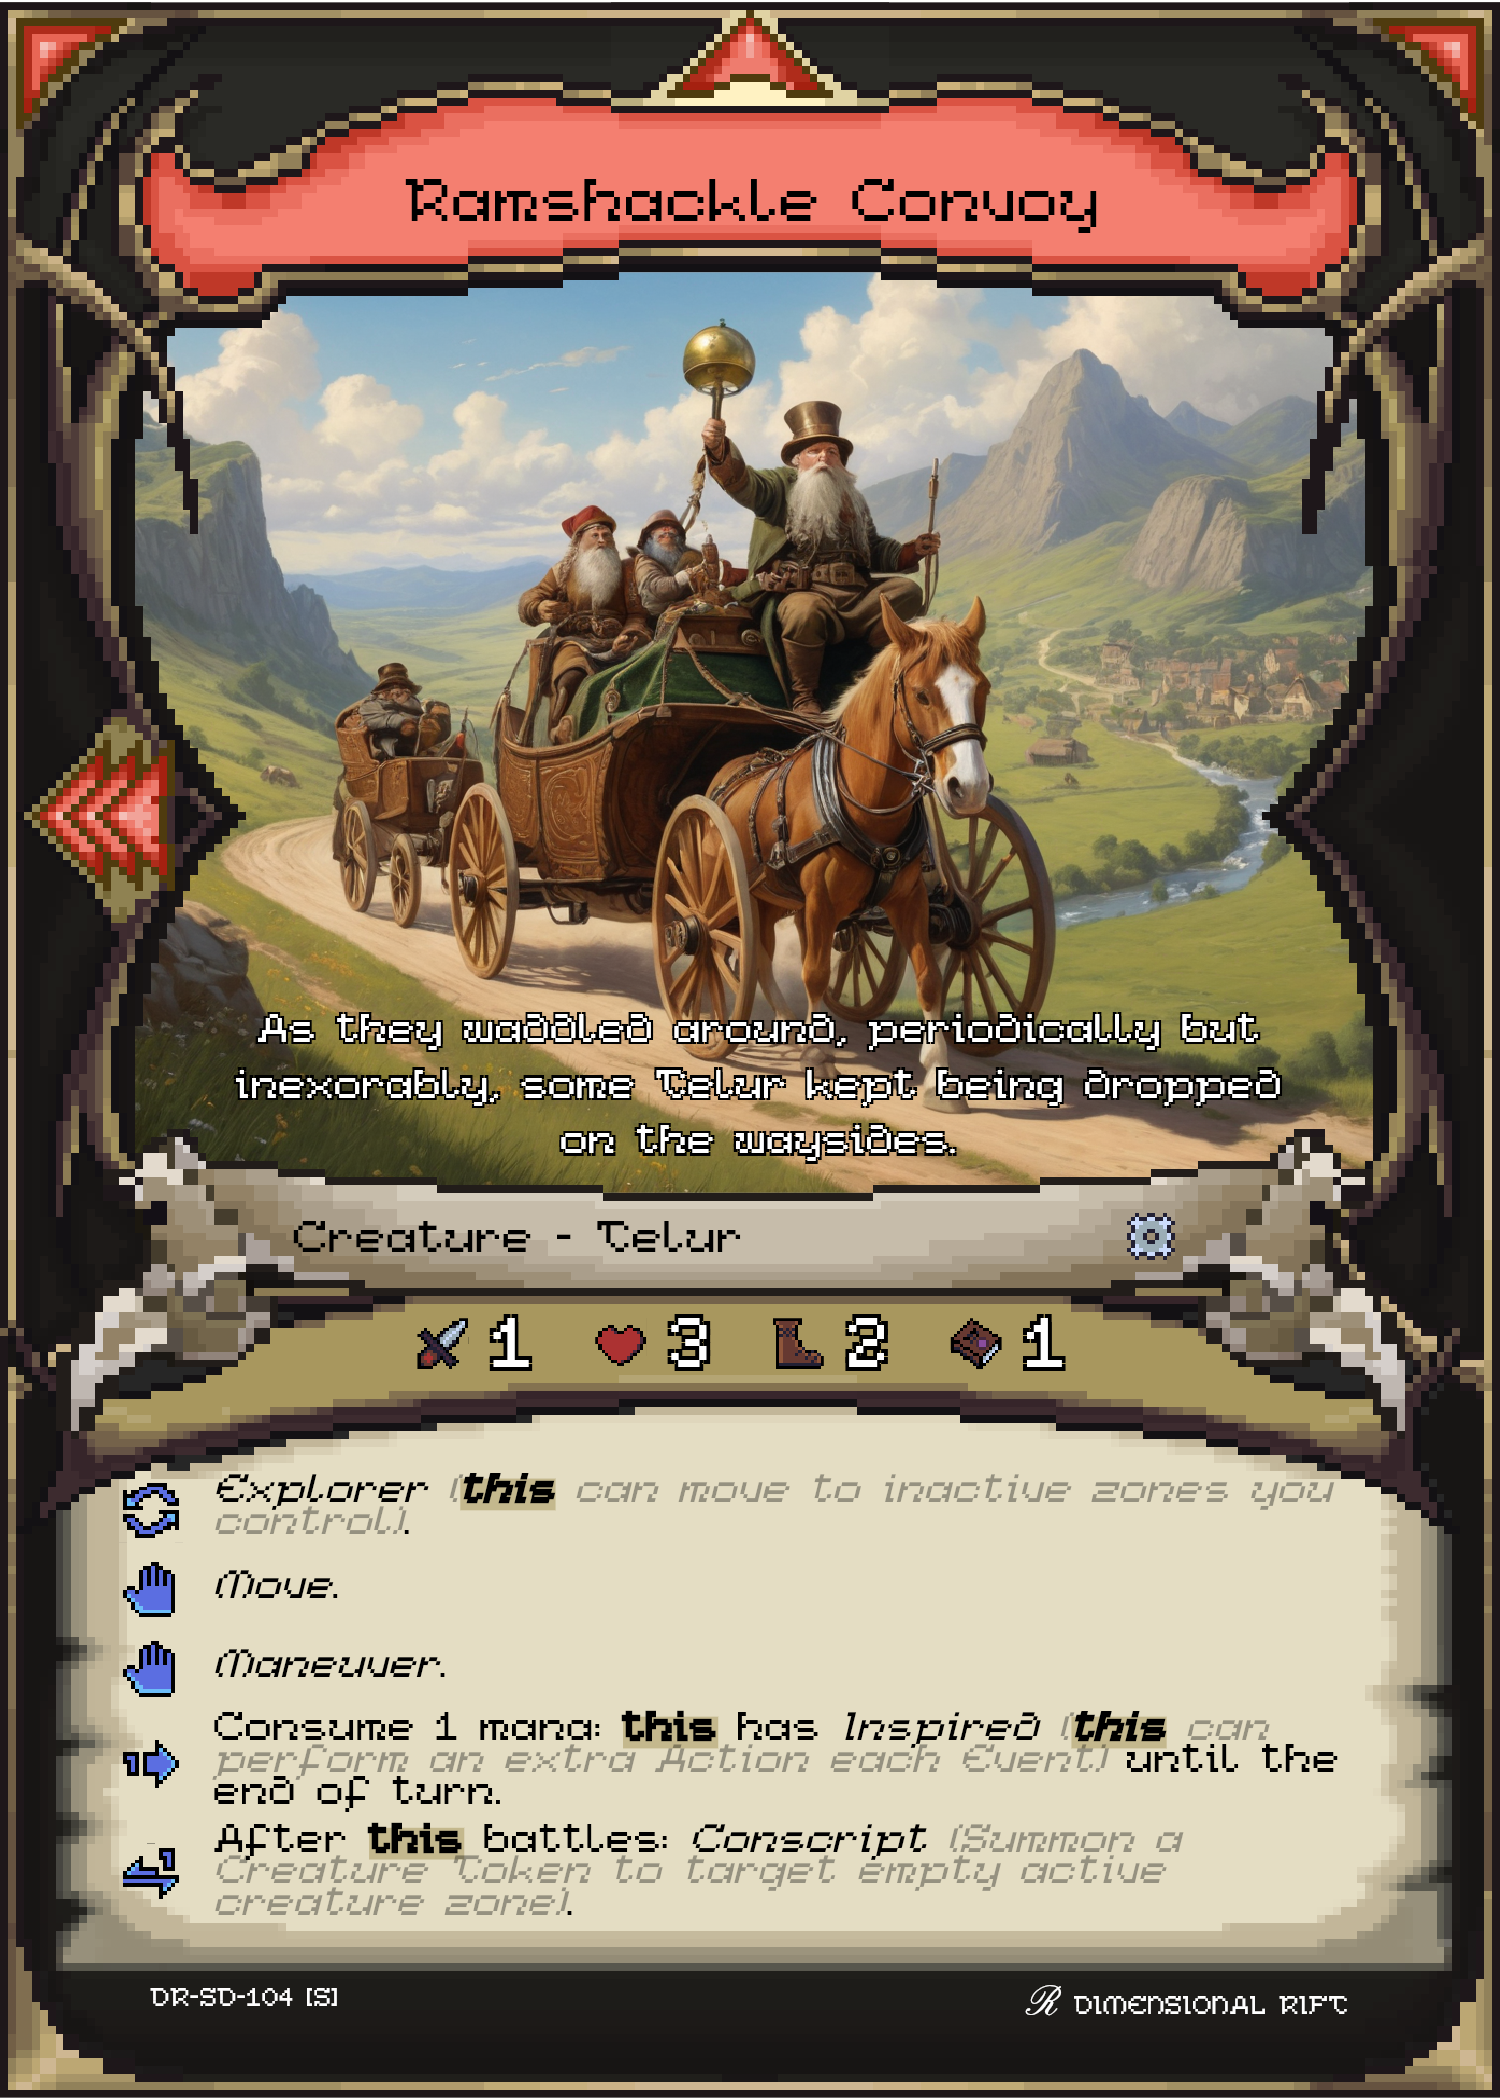 Ramshackle Convoy
As they waddled around, periodically but
inexorably, some Telur kept being dropped
on the waysides.
Creature - Telur
1 3 2 1
Explorer (this can move to inactive zones you
control).
Move.
Maneuver.
Consume 1 mana: this has Inspired (this can
perform an extra Action each Event) until the
end of turn.
1
After this battles: Conscript (Summon a
Creature Token to target empty active
creature zone).
1
DR-SD-104 [S]
R DIMENSIONAL RIFT